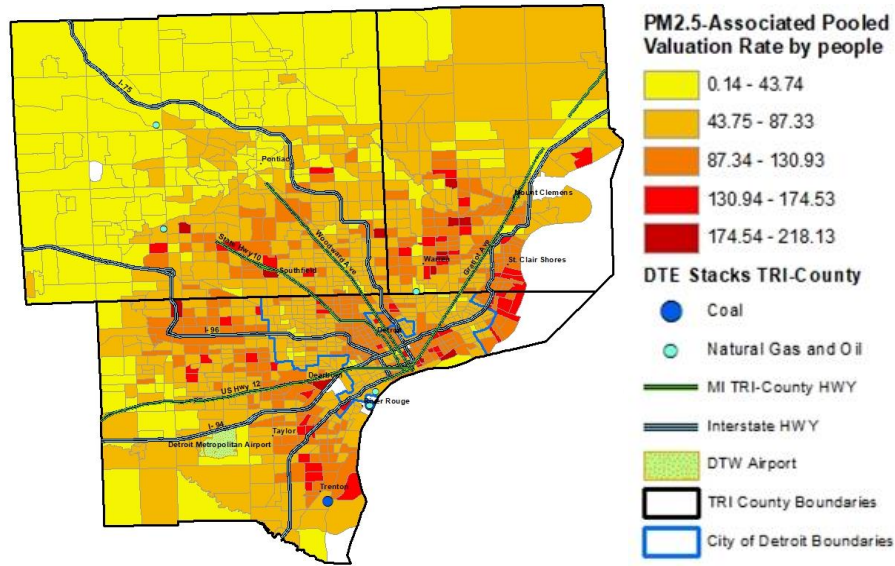 PM2.5-Associated Pooled
Valuation Rate by people
0.14 - 43.74
43.75 - 87.33
87.34 - 130.93
130.94 - 174.53
174.54 - 218.13
DTE Stacks TRI-County
Coal
Natural Gas and Oil
MI TRI-County HWY
Interstate HWY
DTW Airport
TRI County Boundaries
City of Detroit Boundaries
I-75
Pontiac
Mount Clemens
State Hwy 10
Woodward Ave
Gratiot Ave
Warren
St. Clair Shores
Southfield
I-96
Detroit
Dearborn
US Hwy 12
River Rouge
I-94
Taylor
Detroit Metropolitan Airport
Trenton